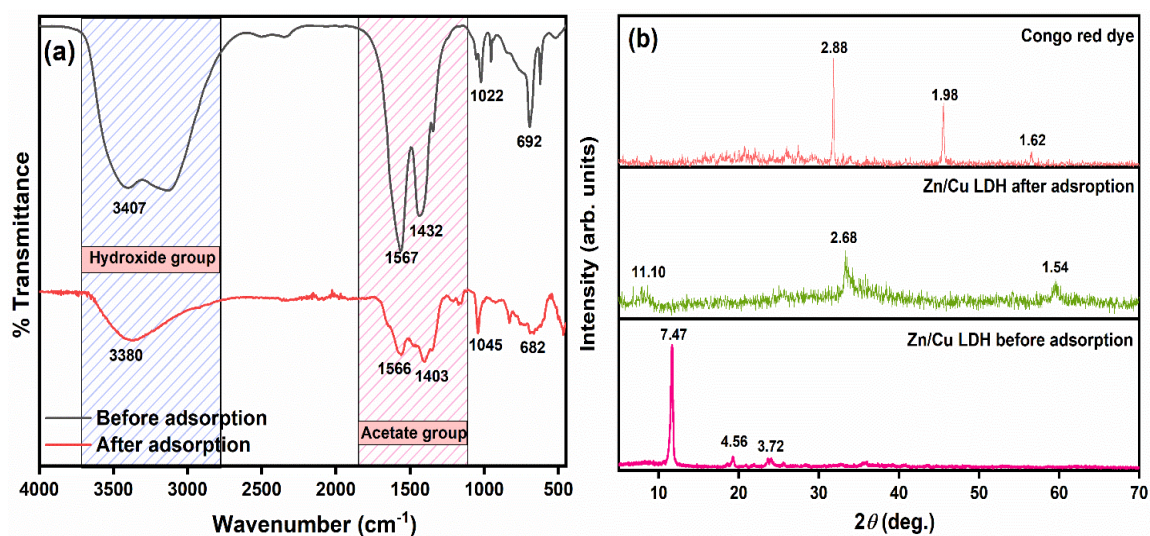 (a)
3407
Hydroxide group
3380
1567
1432
1022
692
1566
1403
1045
682
Before adsorption
After adsorption
Acetate group
% Transmittance
4000 3500 3000 2500 2000 1500 1000 500
Wavenumber (cm⁻¹)
(b)
Congo red dye
2.88
1.98
1.62
Zn/Cu LDH after adsroption
11.10
2.68
1.54
Zn/Cu LDH before adsorption
7.47
4.56
3.72
Intensity (arb. units)
10 20 30 40 50 60 70
2θ (deg.)